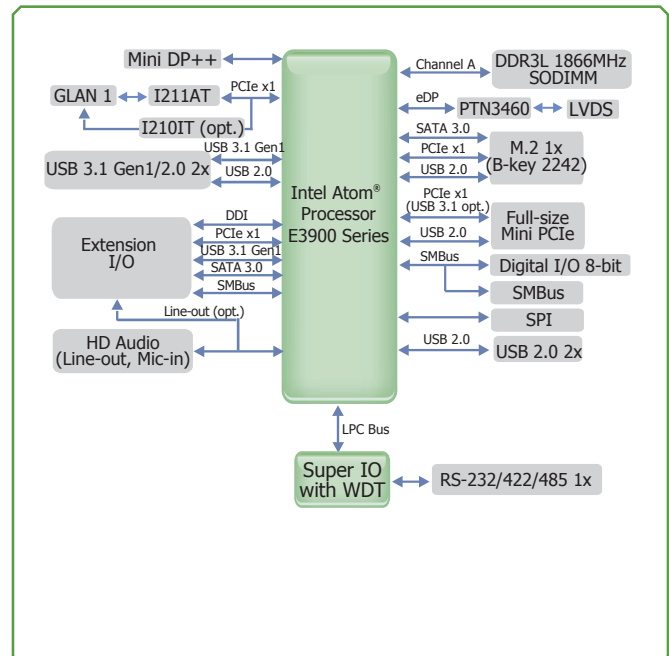 Mini DP++
GLAN 1
I211AT
PCIe x1
I210IT (opt.)
USB 3.1 Gen1/2.0 2x
USB 3.1 Gen1
USB 2.0
Extension
I/O
DDI
PCIe x1
USB 3.1 Gen1
SATA 3.0
SMBus
Line-out (opt.)
HD Audio
(Line-out, Mic-in)
Intel Atom®
Processor
E3900 Series
Channel A
DDR3L 1866MHz
SODIMM
eDP
PTN3460
LVDS
SATA 3.0
PCIe x1
USB 2.0
M.2 1x
(B-key 2242)
PCIe x1
(USB 3.1 opt.)
USB 2.0
Full-size
Mini PCIe
SMBus
Digital I/O 8-bit
SMBus
SPI
USB 2.0
USB 2.0 2x
LPC Bus
Super IO
with WDT
RS-232/422/485 1x